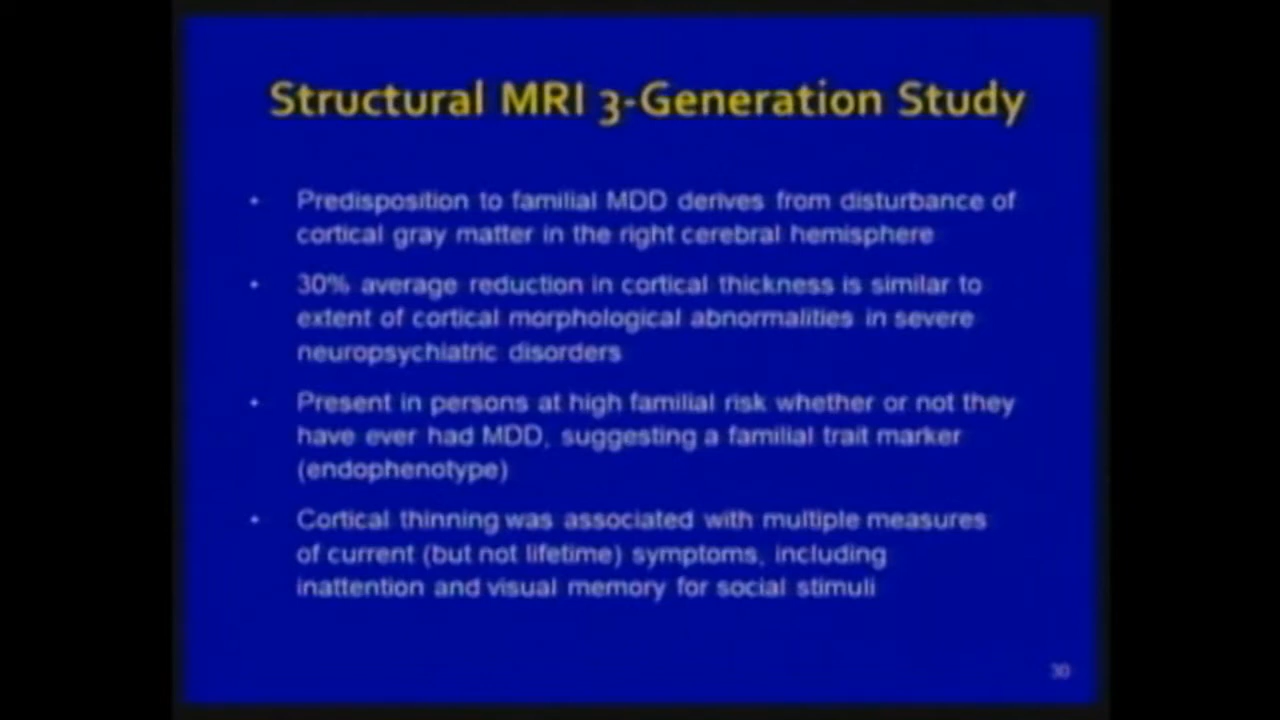 Structural MRI 3-Generation Study
• Predisposition to familial MDD derives from disturbance of
cortical gray matter in the right cerebral hemisphere
• 30% average reduction in cortical thickness is similar to
extent of cortical morphological abnormalities in severe
neuropsychiatric disorders
• Present in persons at high familial risk whether or not they
have ever had MDD, suggesting a familial trait marker
(endophenotype)
• Cortical thinning was associated with multiple measures
of current (but not lifetime) symptoms, including
inattention and visual memory for social stimuli
30